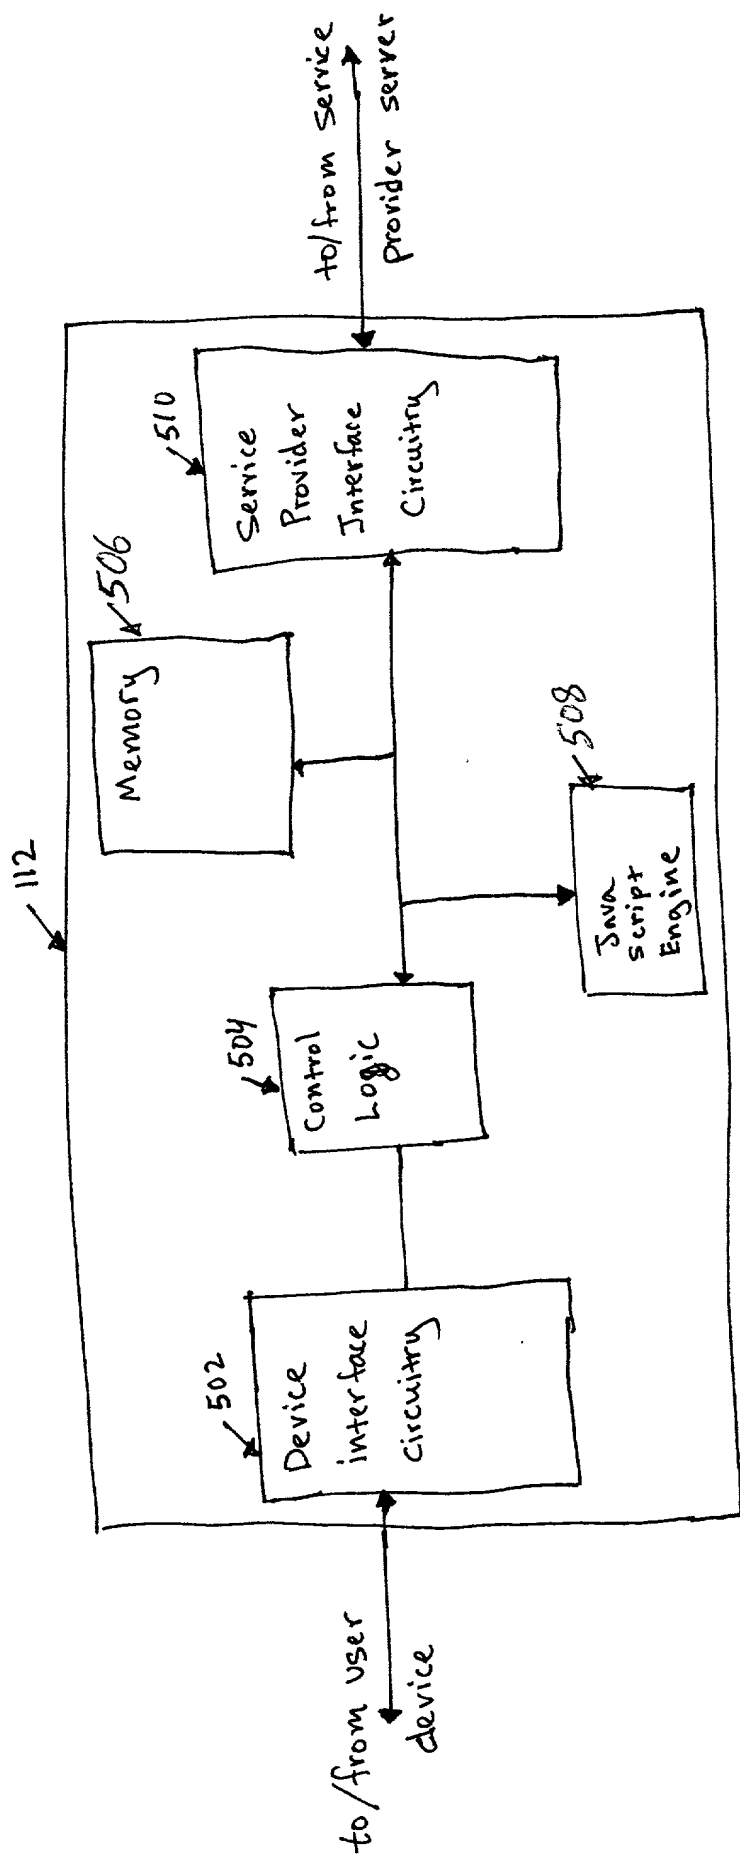 112
506
Memory
510
Service
Provider
Interface
Circuitry
to/from service
provider server
504
Control
Logic
502
Device
interface
circuitry
to/from user
device
508
Java
script
Engine